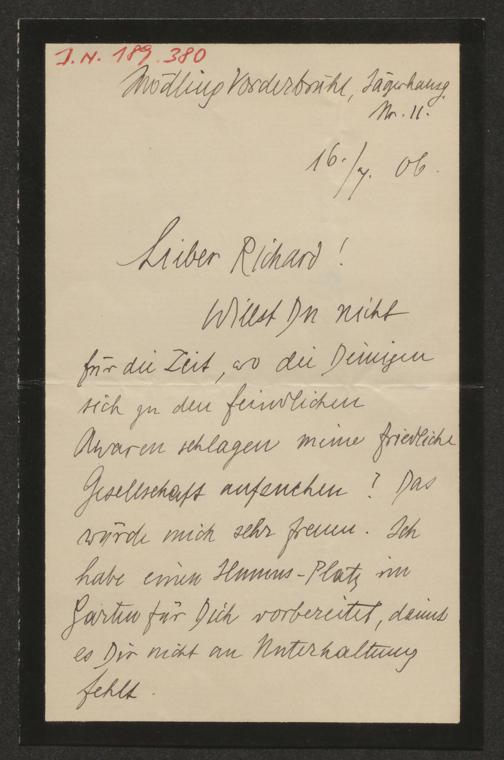 J.N. 189.380
Mödling Vorderbrühl, Jägerhausg.
Nr. 11.
16./7. 06.
Lieber Richard!
Willst Du nicht
für die Zeit, wo die Deinigen
sich zu den feindlichen
Awaren schlagen meine friedliche
Gesellschaft aufsuchen? Das
würde mich sehr freuen. Ich
habe einen Humus-Platz im
Garten für Dich vorbereitet, damit
es Dir nicht an Unterhaltung
fehlt.